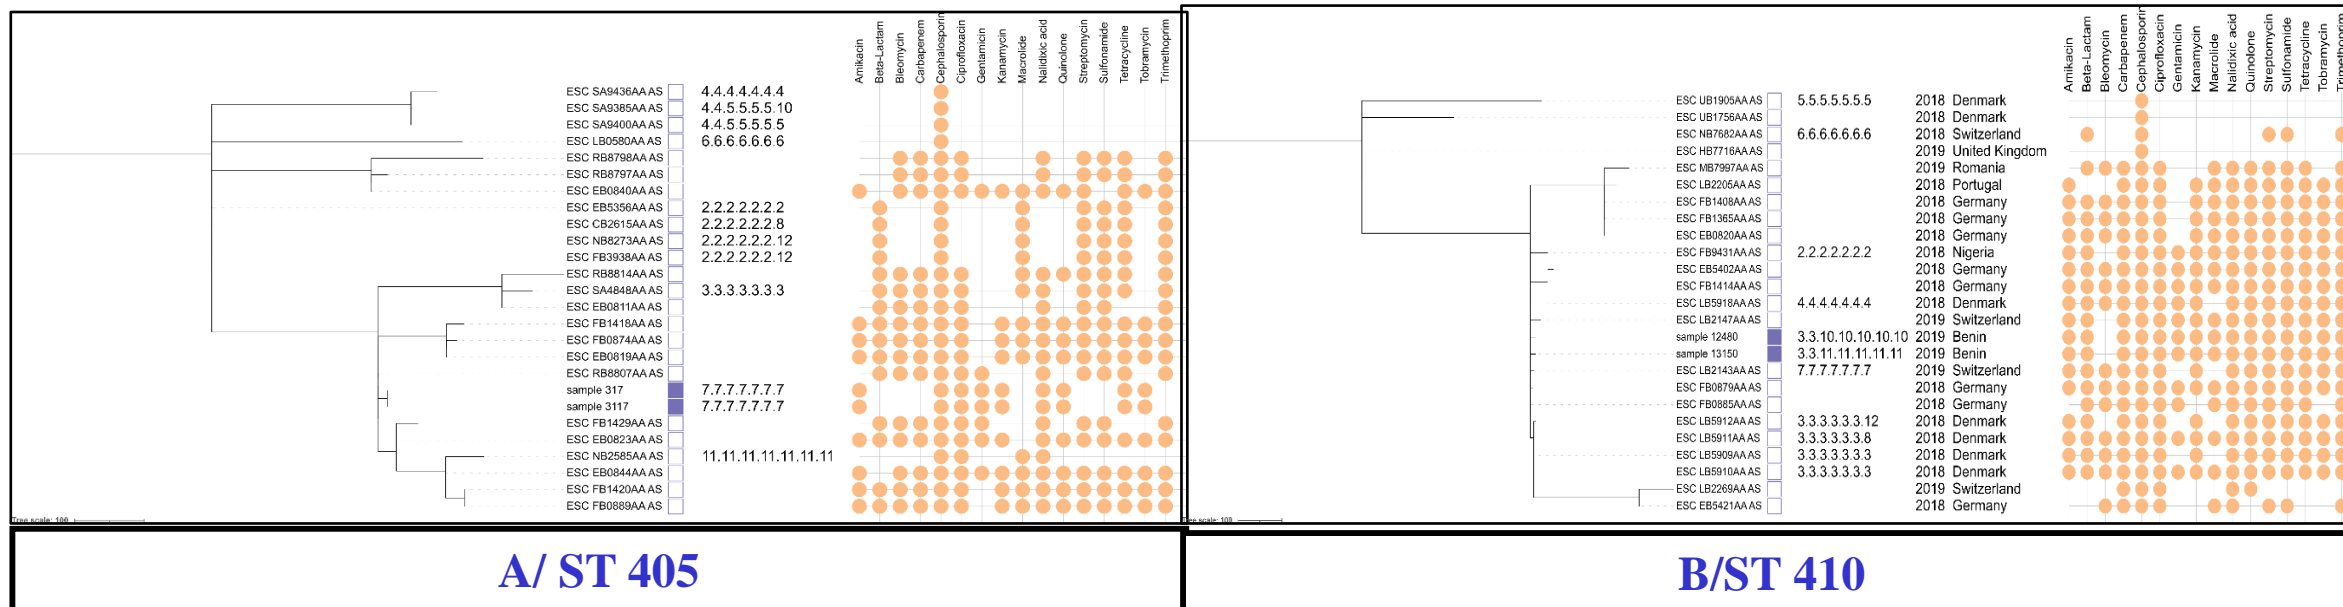 Amikacin
Beta-Lactam
Bleomycin
Carbapenem
Cephalosporin
Ciprofloxacin
Gentamicin
Kanamycin
Macrolide
Nalidixic acid
Quinolone
Streptomycin
Sulfonamide
Tetracycline
Tobramycin
Trimethoprim
ESC SA9436AA AS 4.4.4.4.4.4.4
ESC SA9385AA AS 4.4.5.5.5.5.10
ESC SA9400AA AS 4.4.5.5.5.5.5
ESC LB0580AA AS 6.6.6.6.6.6.6
ESC RB8798AA AS
ESC RB8797AA AS
ESC EB0840AA AS
ESC EB5356AA AS 2.2.2.2.2.2.2
ESC CB2615AA AS 2.2.2.2.2.2.8
ESC NB8273AA AS 2.2.2.2.2.2.12
ESC FB3938AA AS 2.2.2.2.2.2.12
ESC RB8814AA AS
ESC SA4848AA AS 3.3.3.3.3.3.3
ESC EB0811AA AS
ESC FB1418AA AS
ESC FB0874AA AS
ESC EB0819AA AS
ESC RB8807AA AS
sample 317 7.7.7.7.7.7.7
sample 3117 7.7.7.7.7.7.7
ESC FB1429AA AS
ESC EB0823AA AS
ESC NB2585AA AS 11.11.11.11.11.11.11
ESC EB0844AA AS
ESC FB1420AA AS
ESC FB0889AA AS
Tree scale: 100
A/ ST 405
Amikacin
Beta-Lactam
Bleomycin
Carbapenem
Cephalosporin
Ciprofloxacin
Gentamicin
Kanamycin
Macrolide
Nalidixic acid
Quinolone
Streptomycin
Sulfonamide
Tetracycline
Tobramycin
Trimethoprim
ESC UB1905AA AS 5.5.5.5.5.5.5 2018 Denmark
ESC UB1756AA AS 2018 Denmark
ESC NB7682AA AS 6.6.6.6.6.6.6 2018 Switzerland
ESC HB7716AA AS 2019 United Kingdom
ESC MB7997AA AS 2019 Romania
ESC LB2205AA AS 2018 Portugal
ESC FB1408AA AS 2018 Germany
ESC FB1365AA AS 2018 Germany
ESC EB0820AA AS 2018 Germany
ESC FB9431AA AS 2.2.2.2.2.2.2 2018 Nigeria
ESC EB5402AA AS 2018 Germany
ESC FB1414AA AS 2018 Germany
ESC LB5918AA AS 4.4.4.4.4.4.4 2018 Denmark
ESC LB2147AA AS 2019 Switzerland
sample 12480 3.3.10.10.10.10.10 2019 Benin
sample 13150 3.3.11.11.11.11.11 2019 Benin
ESC LB2143AA AS 7.7.7.7.7.7.7 2019 Switzerland
ESC FB0879AA AS 2018 Germany
ESC FB0885AA AS 2018 Germany
ESC LB5912AA AS 3.3.3.3.3.3.12 2018 Denmark
ESC LB5911AA AS 3.3.3.3.3.3.8 2018 Denmark
ESC LB5909AA AS 3.3.3.3.3.3.3 2018 Denmark
ESC LB5910AA AS 3.3.3.3.3.3.3 2018 Denmark
ESC LB2269AA AS 2019 Switzerland
ESC EB5421AA AS 2018 Germany
Tree scale: 100
B/ST 410